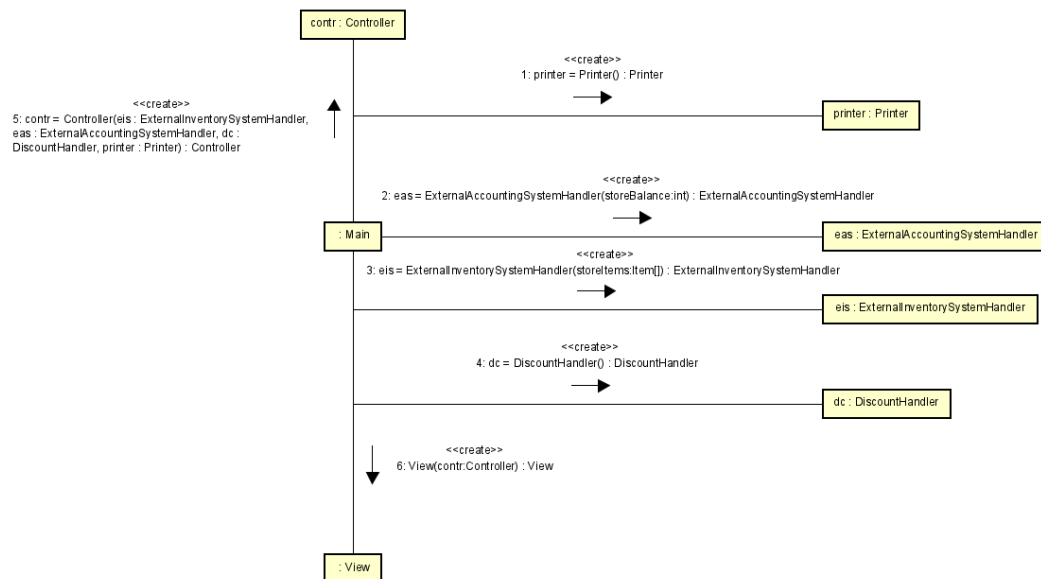 contr : Controller
<<create>>
1: printer = Printer() : Printer
<<create>>
5: contr = Controller(eis : ExternalInventorySystemHandler,
eas : ExternalAccountingSystemHandler, dc :
DiscountHandler, printer : Printer) : Controller
printer : Printer
<<create>>
2: eas = ExternalAccountingSystemHandler(storeBalance:int) : ExternalAccountingSystemHandler
: Main
eas : ExternalAccountingSystemHandler
<<create>>
3: eis = ExternalInventorySystemHandler(storeItems:Item[]) : ExternalInventorySystemHandler
eis : ExternalInventorySystemHandler
<<create>>
4: dc = DiscountHandler() : DiscountHandler
dc : DiscountHandler
<<create>>
6: View(contr:Controller) : View
: View